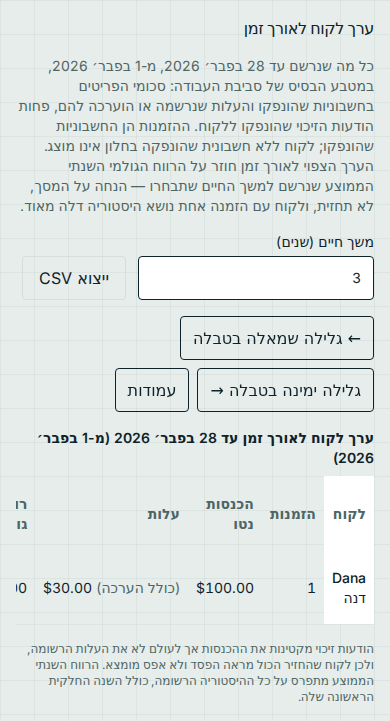 ערך לקוח לאורך זמן
כל מה שנרשם עד 28 בפבר׳ 2026, מ-1 בפבר׳ 2026,
במטבע הבסיס של סביבת העבודה: סכומי הפריטים
בחשבוניות שהונפקו והעלות שנרשמה או הוערכה להם, פחות
הודעות הזיכוי שהונפקו ללקוח. ההזמנות הן החשבוניות
שהונפקו; לקוח ללא חשבונית שהונפקה בחלון אינו מוצג.
הערך הצפוי לאורך זמן חוזר על הרווח הגולמי השנתי
הממוצע שנרשם למשך החיים שתבחרו — הנחה על המסך,
לא תחזית, ולקוח עם הזמנה אחת נושא היסטוריה דלה מאוד.
משך חיים (שנים)
3
ייצוא CSV
← גלילה שמאלה בטבלה
גלילה ימינה בטבלה →
עמודות
ערך לקוח לאורך זמן עד 28 בפבר׳ 2026 (מ-1 בפבר׳
2026)
לקוח הזמנות הכנסות נטו עלות
Dana דנה 1 $100.00 $30.00 (כולל הערכה)
הודעות זיכוי מקטינות את ההכנסות אך לעולם לא את העלות הרשומה,
ולכן לקוח שהחזיר הכול מראה הפסד ולא אפס מומצא. הרווח השנתי
הממוצע מתפרס על כל ההיסטוריה הרשומה, כולל השנה החלקית
הראשונה שלה.